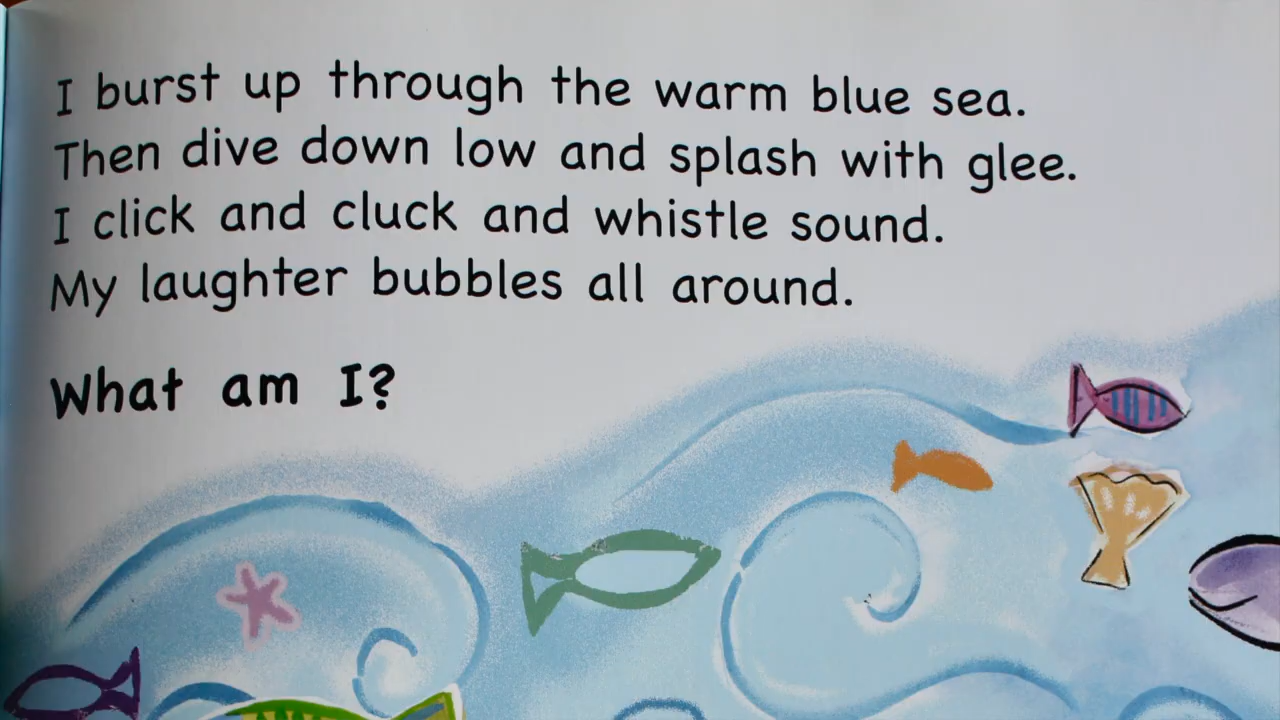 I burst up through the warm blue sea.
Then dive down low and splash with glee.
I click and cluck and whistle sound.
My laughter bubbles all around.
What am I?